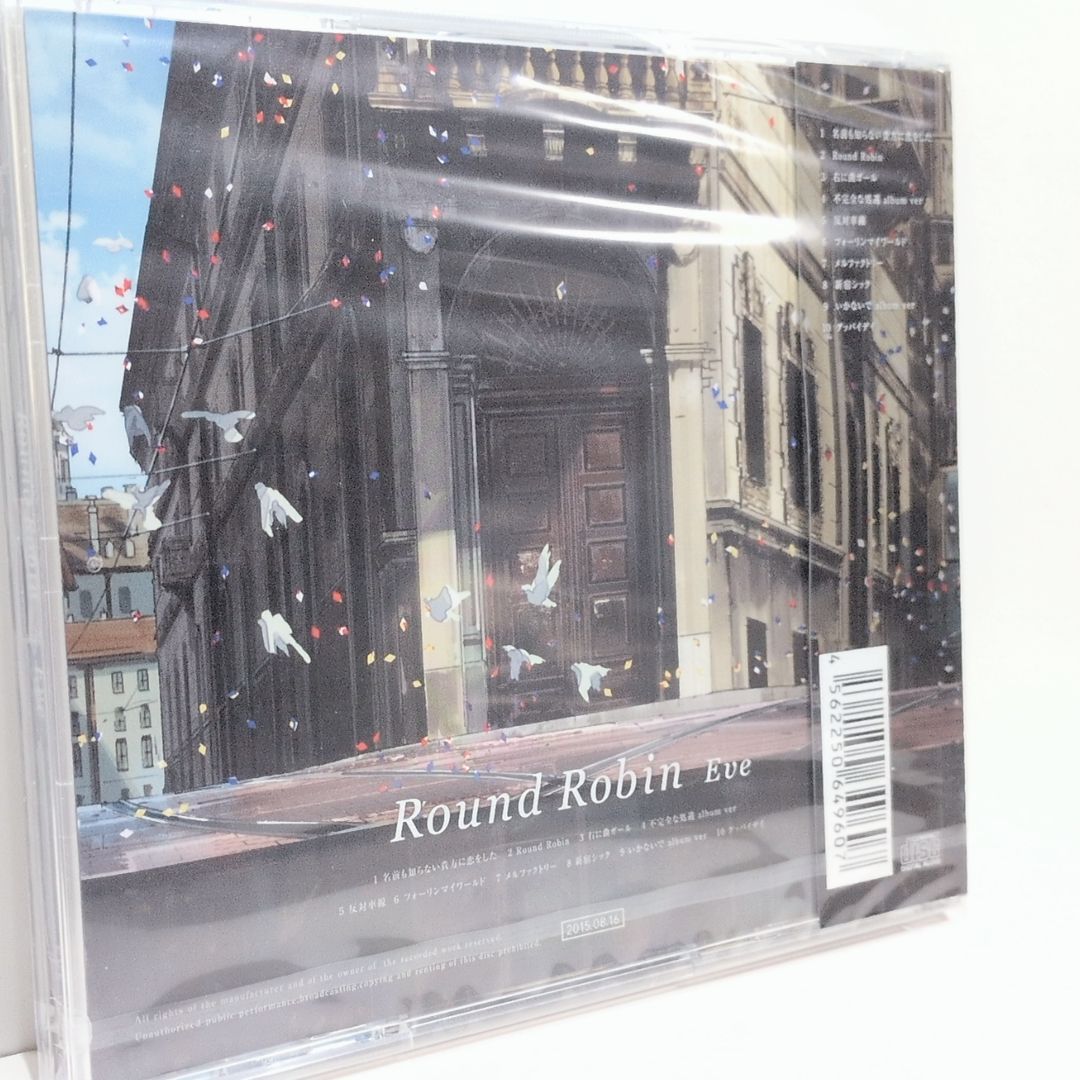 1 名前も知らない貴方に恋をした
2 Round Robin
3 右に曲ガール
4 不完全な処遇 album ver
5 反対車線
6 フォーリンマイワールド
7 メルファクトリー
8 新宿シック
9 いかないで album ver
10 グッバイデイ
4 562250 649607
Round Robin Eve
1 名前も知らない貴方に恋をした 2 Round Robin 3 右に曲ガール 4 不完全な処遇 album ver
5 反対車線 6 フォーリンマイワールド 7 メルファクトリー 8 新宿シック 9 いかないで album ver 10 グッバイデイ
2015.08.16
All rights of the manufacturer and of the owner of the recorded work reserved.
Unauthorized public performance,broadcasting,copying and renting of this disc prohibited.